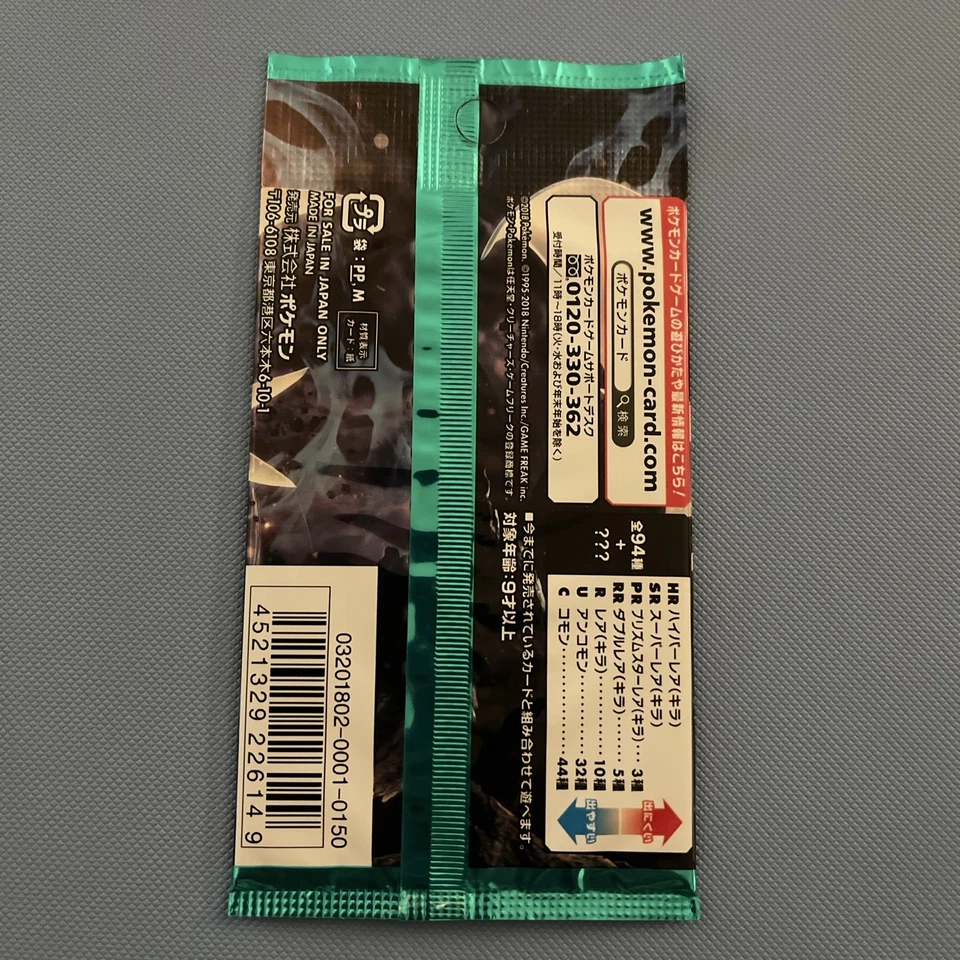 ポケモンカードゲームの遊びかたや最新情報はこちら!
www.pokemon-card.com
ポケモンカード 検索
ポケモンカードゲームサポートデスク
0120-330-362
受付時間/11時~18時(火・水および年末年始を除く)
©2018 Pokémon. ©1995-2018 Nintendo/Creatures Inc./GAME FREAK inc.
ポケモン・Pokémonは任天堂・クリーチャーズ・ゲームフリークの登録商標です。
全94種
+
???
HR ハイパーレア(キラ)
SR スーパーレア(キラ)
PR プリズムスターレア(キラ)‥ 3種
RR ダブルレア(キラ)‥‥‥ 5種
R レア(キラ)‥‥‥‥‥ 10種
U アンコモン‥‥‥‥‥ 32種
C コモン‥‥‥‥‥‥‥ 44種
出にくい
出やすい
■今までに発売されているカードと組み合わせて遊べます。
対象年齢:9才以上
プラ
袋:PP, M
材質表示
カード:紙
FOR SALE IN JAPAN ONLY
MADE IN JAPAN
発売元 株式会社ポケモン
〒106-6108 東京都港区六本木6-10-1
03201802-0001-0150
4521329226149